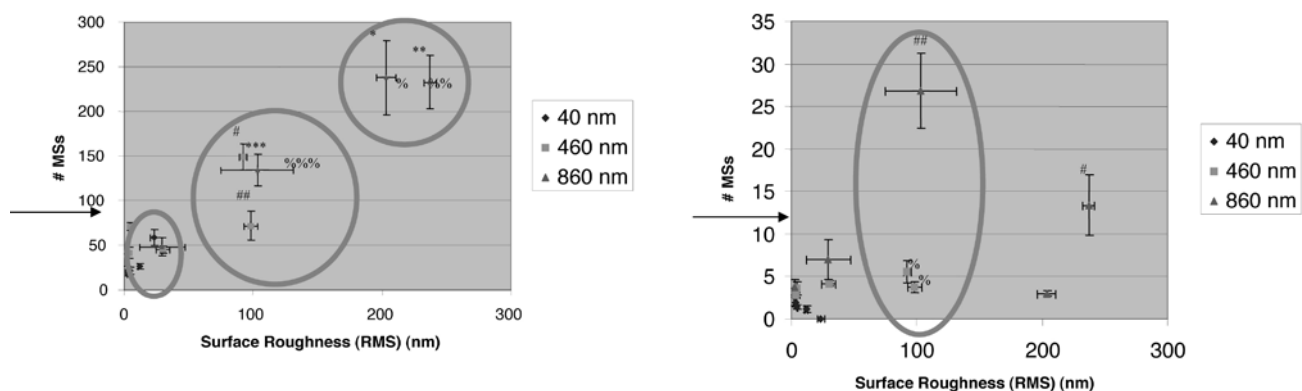 300
250
200
150
100
50
0
# MSs
*
**
%
%%
#
***
%%%
##
0 100 200 300
Surface Roughness (RMS) (nm)
40 nm
460 nm
860 nm
35
30
25
20
15
10
5
0
# MSs
##
#
%
%
0 100 200 300
Surface Roughness (RMS) (nm)
40 nm
460 nm
860 nm